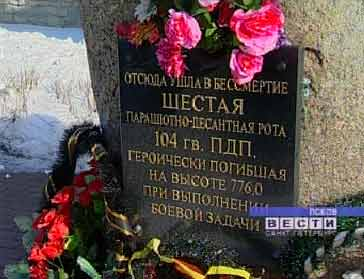 ОТСЮДА УШЛА В БЕССМЕРТИЕ
ШЕСТАЯ
ПАРАШЮТНО-ДЕСАНТНАЯ РОТА
104 ГВ. ПДП,
ГЕРОИЧЕСКИ ПОГИБШАЯ
НА ВЫСОТЕ 776,0
ПРИ ВЫПОЛНЕНИИ
БОЕВОЙ ЗАДАЧИ
ПСКОВ
ВЕСТИ
САНКТ-ПЕТЕРБУРГ
ВЕСТИ